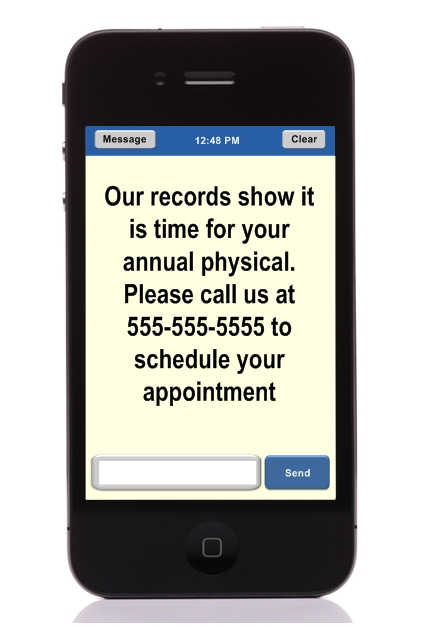 Message 12:48 PM Clear
Our records show it
is time for your
annual physical.
Please call us at
555-555-5555 to
schedule your
appointment
Send